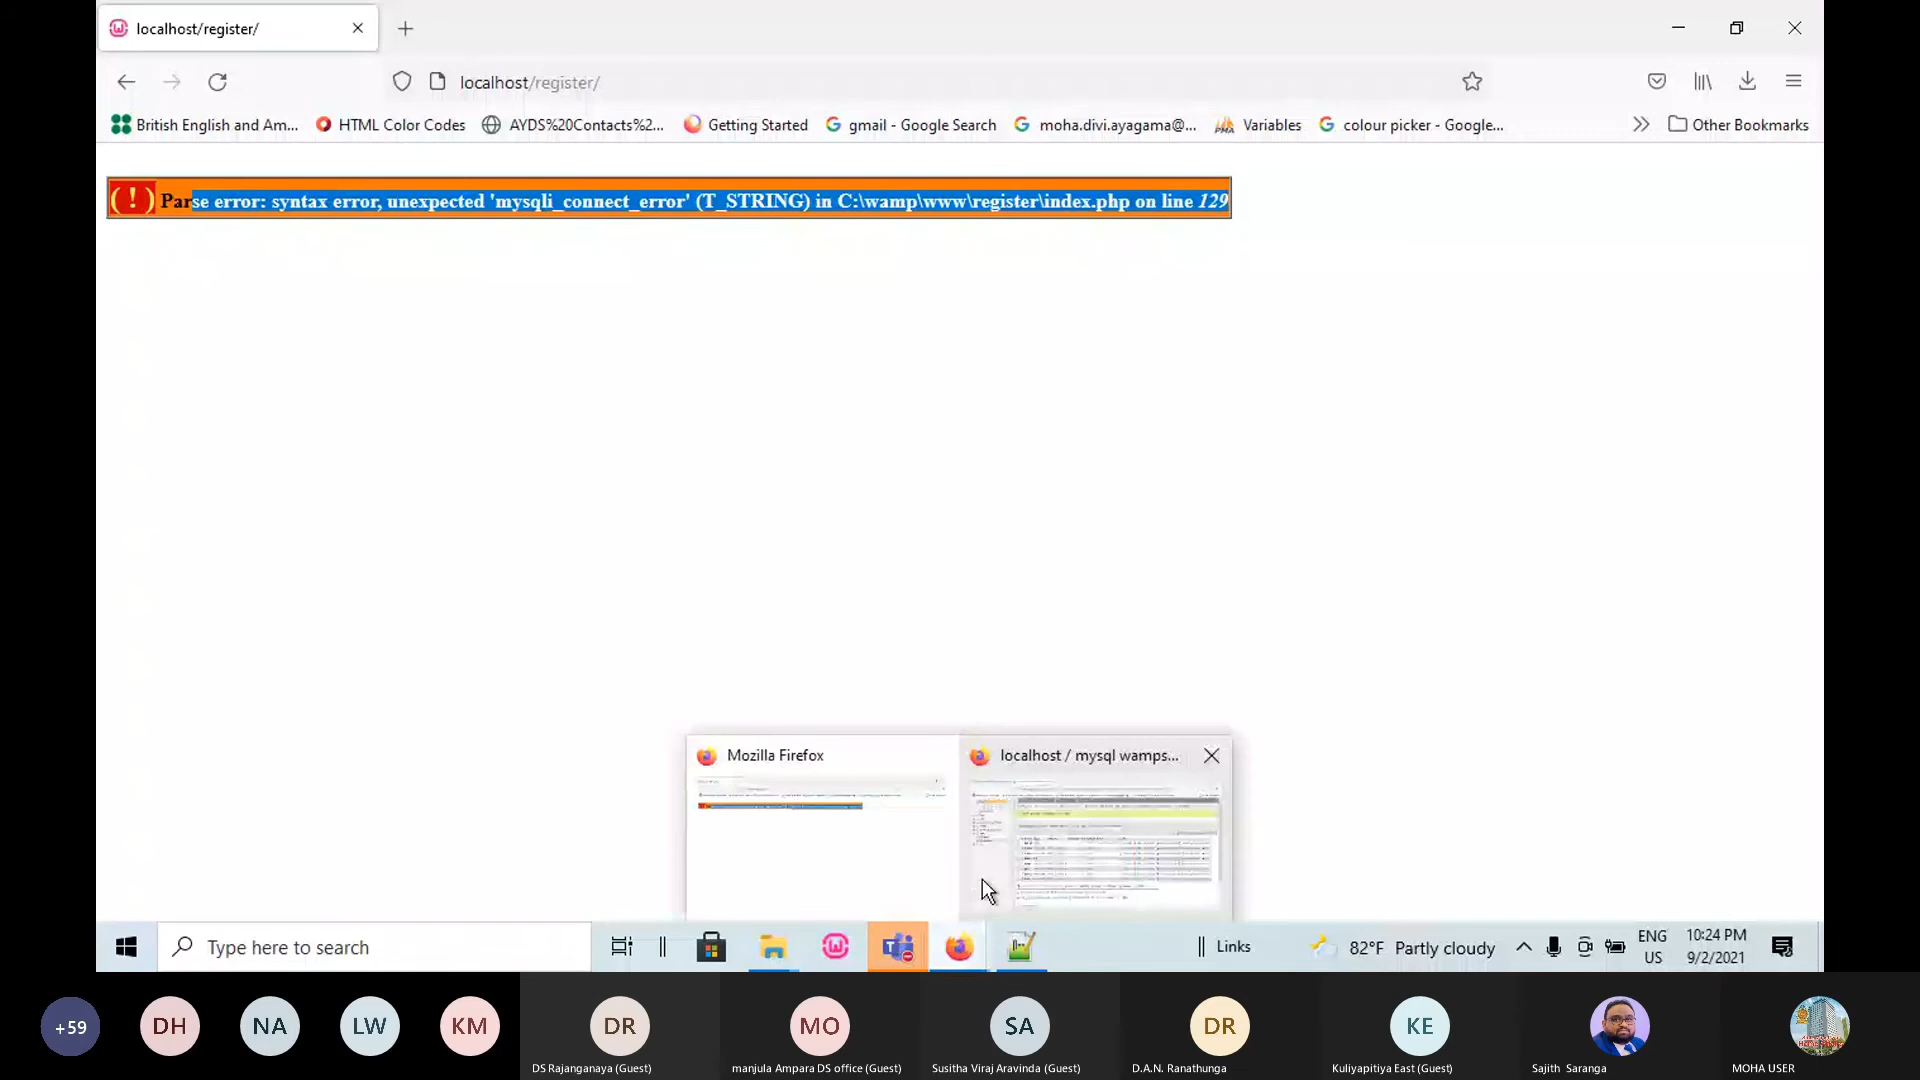 localhost/register/
localhost/register/
British English and Am...
HTML Color Codes
AYDS%20Contacts%2...
Getting Started
gmail - Google Search
moha.divi.ayagama@...
Variables
colour picker - Google...
Other Bookmarks
( ! ) Parse error: syntax error, unexpected 'mysqli_connect_error' (T_STRING) in C:\wamp\www\register\index.php on line 129
Mozilla Firefox
localhost / mysql wamps...
Type here to search
Links
82°F Partly cloudy
ENG
US
10:24 PM
9/2/2021
+59
DH
NA
LW
KM
DR
MO
SA
DR
KE
DS Rajanganaya (Guest)
manjula Ampara DS office (Guest)
Susitha Viraj Aravinda (Guest)
D.A.N. Ranathunga
Kuliyapitiya East (Guest)
Sajith Saranga
MOHA USER